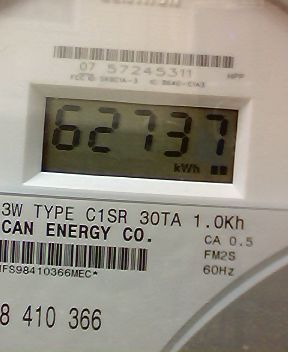 07 57245311 HPP
62737
kWh
3W TYPE C1SR 30TA 1.0Kh
CAN ENERGY CO.
CA 0.5
FM2S
60Hz
IFS98410366MEC*
8 410 366